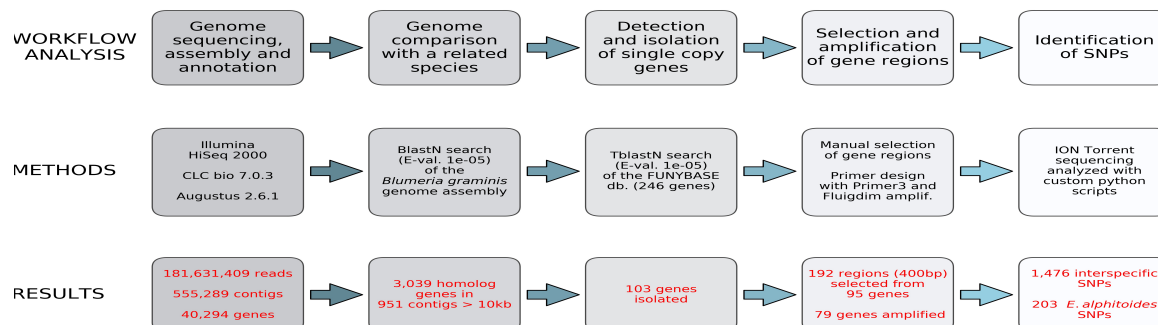 WORKFLOW
ANALYSIS
Genome
sequencing,
assembly and
annotation
Genome
comparison
with a related
species
Detection
and isolation
of single copy
genes
Selection and
amplification
of gene regions
Identification
of SNPs
METHODS
Illumina
HiSeq 2000
CLC bio 7.0.3
Augustus 2.6.1
BlastN search
(E-val. 1e-05)
of the
Blumeria graminis
genome assembly
TblastN search
(E-val. 1e-05)
of the FUNYBASE
db. (246 genes)
Manual selection
of gene regions
Primer design
with Primer3 and
Fluigdim amplif.
ION Torrent
sequencing
analyzed with
custom python
scripts
RESULTS
181,631,409 reads
555,289 contigs
40,294 genes
3,039 homolog
genes in
951 contigs > 10kb
103 genes
isolated
192 regions (400bp)
selected from
95 genes
79 genes amplified
1,476 interspecific
SNPs
203 E. alphitoides
SNPs